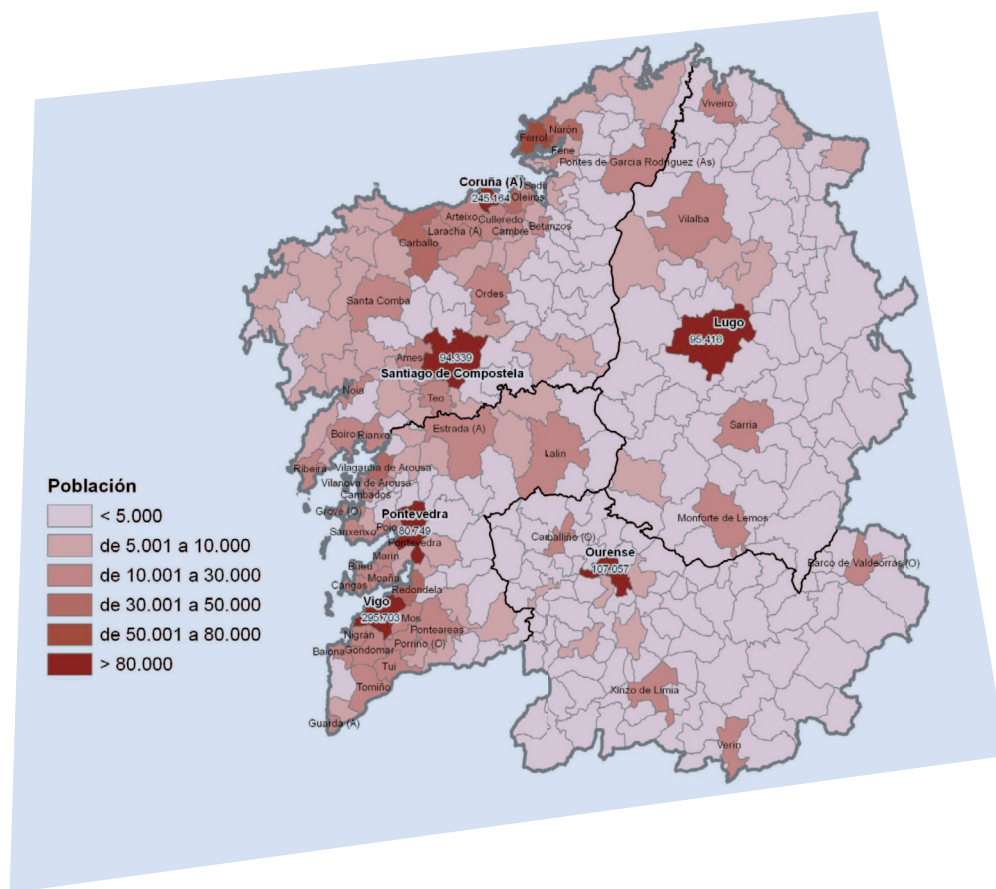 Viveiro
Narón
Ferrol
Fene
Pontes de García Rodríguez (As)
Coruña (A)
245.164
Sada
Oleiros
Arteixo
Culleredo
Betanzos
Laracha (A)
Cambre
Carballo
Vilalba
Santa Comba
Ordes
Lugo
95.416
Ames
94.339
Santiago de Compostela
Noia
Teo
Boiro
Rianxo
Estrada (A)
Sarria
Lalín
Ribeira
Vilagarcía de Arousa
Vilanova de Arousa
Cambados
Grove (O)
Pontevedra
80.749
Sanxenxo
Poio
Pontevedra
Monforte de Lemos
Carballiño (O)
Ourense
107.057
Barco de Valdeorras (O)
Marín
Bueu
Moaña
Cangas
Redondela
Vigo
295.703
Mos
Ponteareas
Nigrán
Porriño (O)
Baiona
Gondomar
Tui
Tomiño
Guarda (A)
Xinzo de Limia
Verín
Población
< 5.000
de 5.001 a 10.000
de 10.001 a 30.000
de 30.001 a 50.000
de 50.001 a 80.000
> 80.000